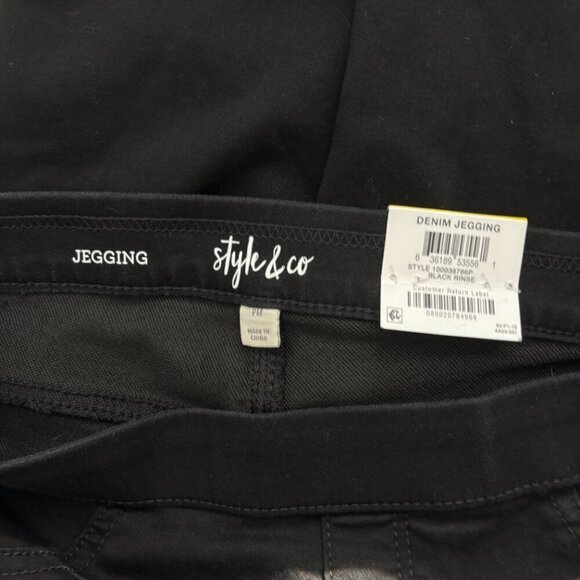 JEGGING
style & co
PM
MADE IN
CHINA
DENIM JEGGING
6 36189 53556 1
STYLE 100038786P
BLACK RINSE
Customer Return Label
080020784009